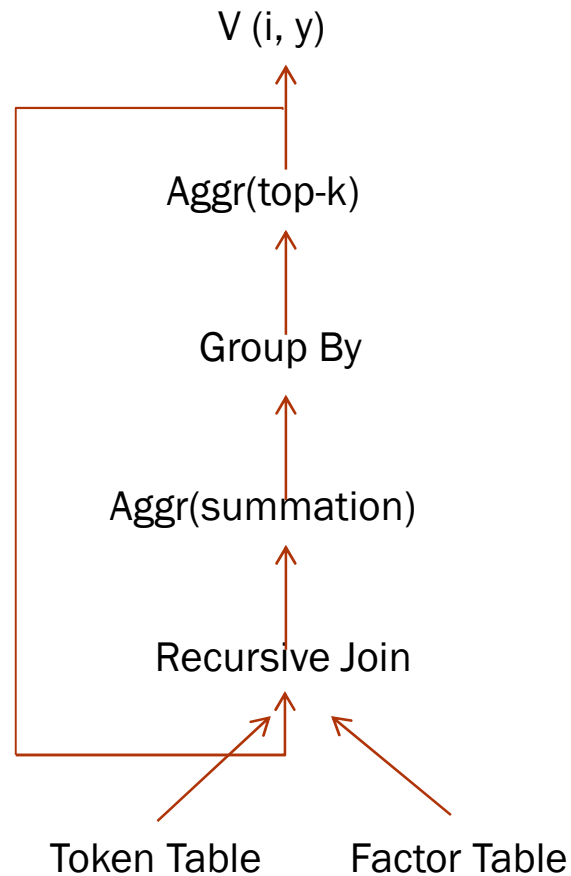 V (i, y)
Aggr(top-k)
Group By
Aggr(summation)
Recursive Join
Token Table
Factor Table